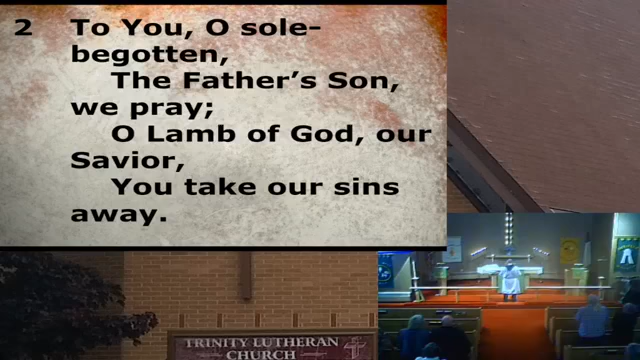 2 To You, O sole-
begotten,
The Father's Son,
we pray;
O Lamb of God, our
Savior,
You take our sins
away.
TRINITY LUTHERAN
CHURCH